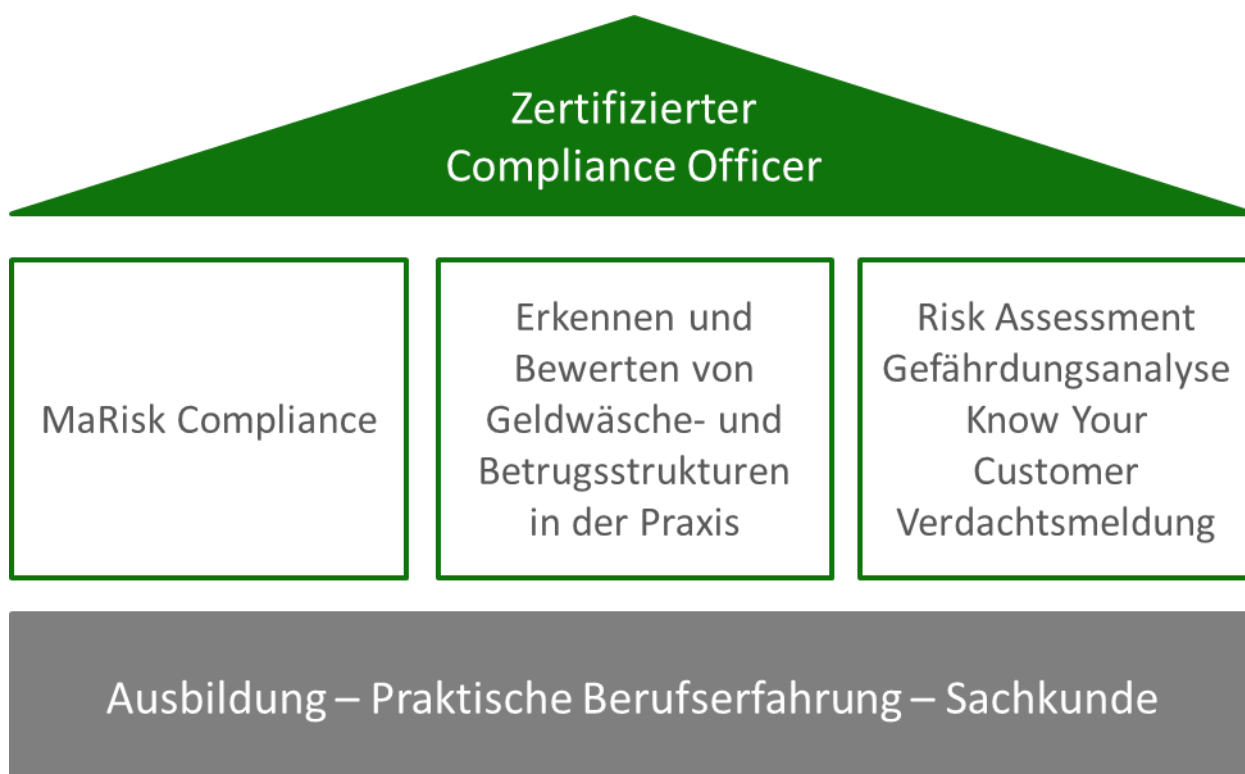 Zertifizierter
Compliance Officer
MaRisk Compliance
Erkennen und
Bewerten von
Geldwäsche- und
Betrugsstrukturen
in der Praxis
Risk Assessment
Gefährdungsanalyse
Know Your
Customer
Verdachtsmeldung
Ausbildung – Praktische Berufserfahrung – Sachkunde